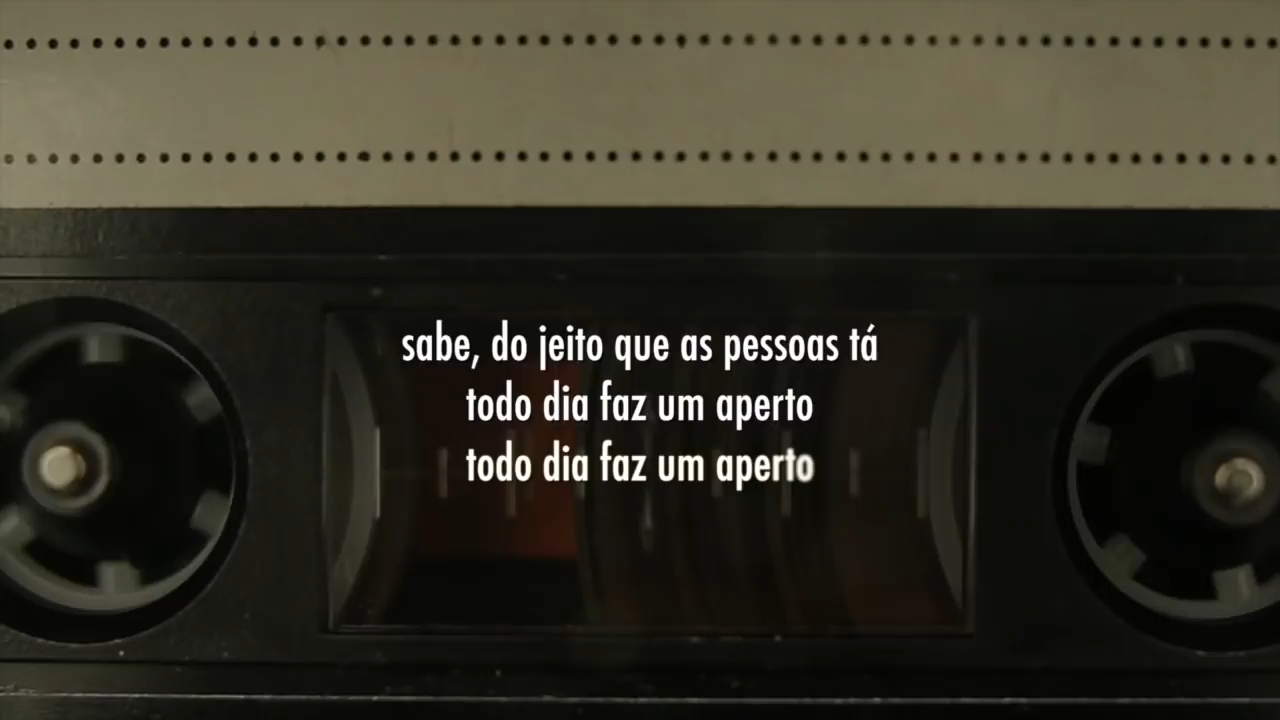 sabe, do jeito que as pessoas tá
todo dia faz um aperto
todo dia faz um aperto